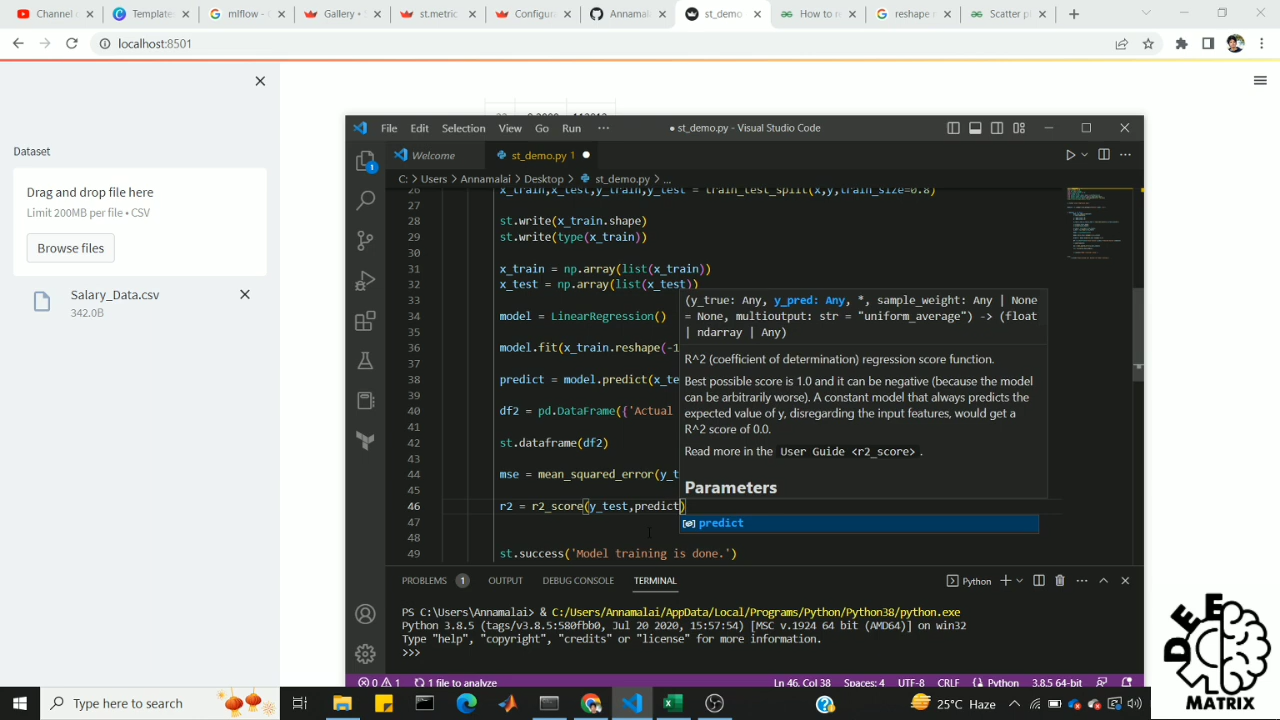 Channel c
Template
mlflow - 
Gallery • S
st.metric
Configura
Annamal
st_demo
How to re
reshape n
Scatter pl
localhost:8501
Dataset
Drag and drop file here
Limit 200MB per file • CSV
Browse files
Salary_Data.csv
342.0B
File Edit Selection View Go Run ···
● st_demo.py - Visual Studio Code
Welcome
st_demo.py 1
C: > Users > Annamalai > Desktop > st_demo.py > ...
26 x_train,x_test,y_train,y_test = train_test_split(x,y,train_size=0.8)
27
28 st.write(x_train.shape)
29 st.write(type(x_train))
30
31 x_train = np.array(list(x_train))
32 x_test = np.array(list(x_test))
33
34 model = LinearRegression()
35
36 model.fit(x_train.reshape(-1
37
38 predict = model.predict(x_te
39
40 df2 = pd.DataFrame({'Actual
41
42 st.dataframe(df2)
43
44 mse = mean_squared_error(y_t
45
46 r2 = r2_score(y_test,predict)
47
48
49 st.success('Model training is done.')
(y_true: Any, y_pred: Any, *, sample_weight: Any | None
= None, multioutput: str = "uniform_average") -> (float
| ndarray | Any)
R^2 (coefficient of determination) regression score function.
Best possible score is 1.0 and it can be negative (because the model
can be arbitrarily worse). A constant model that always predicts the
expected value of y, disregarding the input features, would get a
R^2 score of 0.0.
Read more in the User Guide <r2_score> .
Parameters
predict
PROBLEMS 1 OUTPUT DEBUG CONSOLE TERMINAL
Python
PS C:\Users\Annamalai> & C:/Users/Annamalai/AppData/Local/Programs/Python/Python38/python.exe
Python 3.8.5 (tags/v3.8.5:580fbb0, Jul 20 2020, 15:57:54) [MSC v.1924 64 bit (AMD64)] on win32
Type "help", "copyright", "credits" or "license" for more information.
>>>
0 1 1 file to analyze
Ln 46, Col 38 Spaces: 4 UTF-8 CRLF Python 3.8.5 64-bit
DEE
MATRIX
Type here to search
25°C Haze